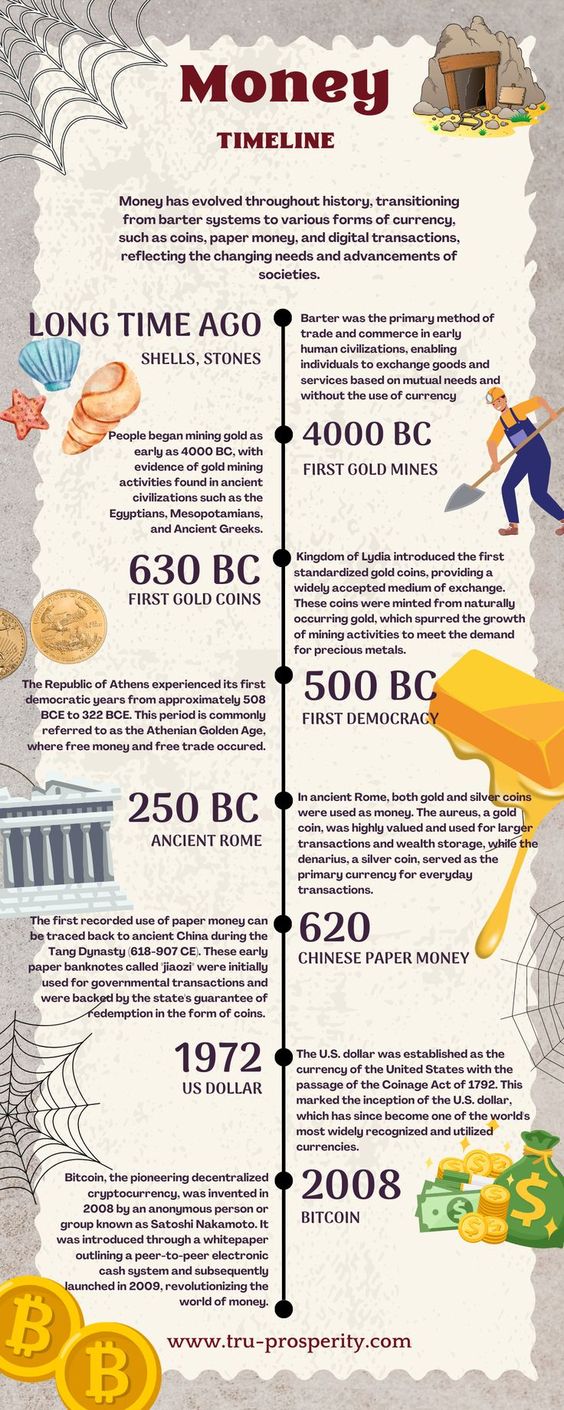 Money
TIMELINE
Money has evolved throughout history, transitioning
from barter systems to various forms of currency,
such as coins, paper money, and digital transactions,
reflecting the changing needs and advancements of
societies.
LONG TIME AGO
SHELLS, STONES
Barter was the primary method of
trade and commerce in early
human civilizations, enabling
individuals to exchange goods and
services based on mutual needs and
without the use of currency
4000 BC
FIRST GOLD MINES
People began mining gold as
early as 4000 BC, with
evidence of gold mining
activities found in ancient
civilizations such as the
Egyptians, Mesopotamians,
and Ancient Greeks.
630 BC
FIRST GOLD COINS
Kingdom of Lydia introduced the first
standardized gold coins, providing a
widely accepted medium of exchange.
These coins were minted from naturally
occurring gold, which spurred the growth
of mining activities to meet the demand
for precious metals.
500 BC
FIRST DEMOCRACY
The Republic of Athens experienced its first
democratic years from approximately 508
BCE to 322 BCE. This period is commonly
referred to as the Athenian Golden Age,
where free money and free trade occured.
250 BC
ANCIENT ROME
In ancient Rome, both gold and silver coins
were used as money. The aureus, a gold
coin, was highly valued and used for larger
transactions and wealth storage, while the
denarius, a silver coin, served as the
primary currency for everyday
transactions.
620
CHINESE PAPER MONEY
The first recorded use of paper money can
be traced back to ancient China during the
Tang Dynasty (618-907 CE). These early
paper banknotes called "jiaozi" were initially
used for governmental transactions and
were backed by the state's guarantee of
redemption in the form of coins.
1972
US DOLLAR
The U.S. dollar was established as the
currency of the United States with the
passage of the Coinage Act of 1792. This
marked the inception of the U.S. dollar,
which has since become one of the world's
most widely recognized and utilized
currencies.
2008
BITCOIN
Bitcoin, the pioneering decentralized
cryptocurrency, was invented in
2008 by an anonymous person or
group known as Satoshi Nakamoto. It
was introduced through a whitepaper
outlining a peer-to-peer electronic
cash system and subsequently
launched in 2009, revolutionizing the
world of money.
www.tru-prosperity.com